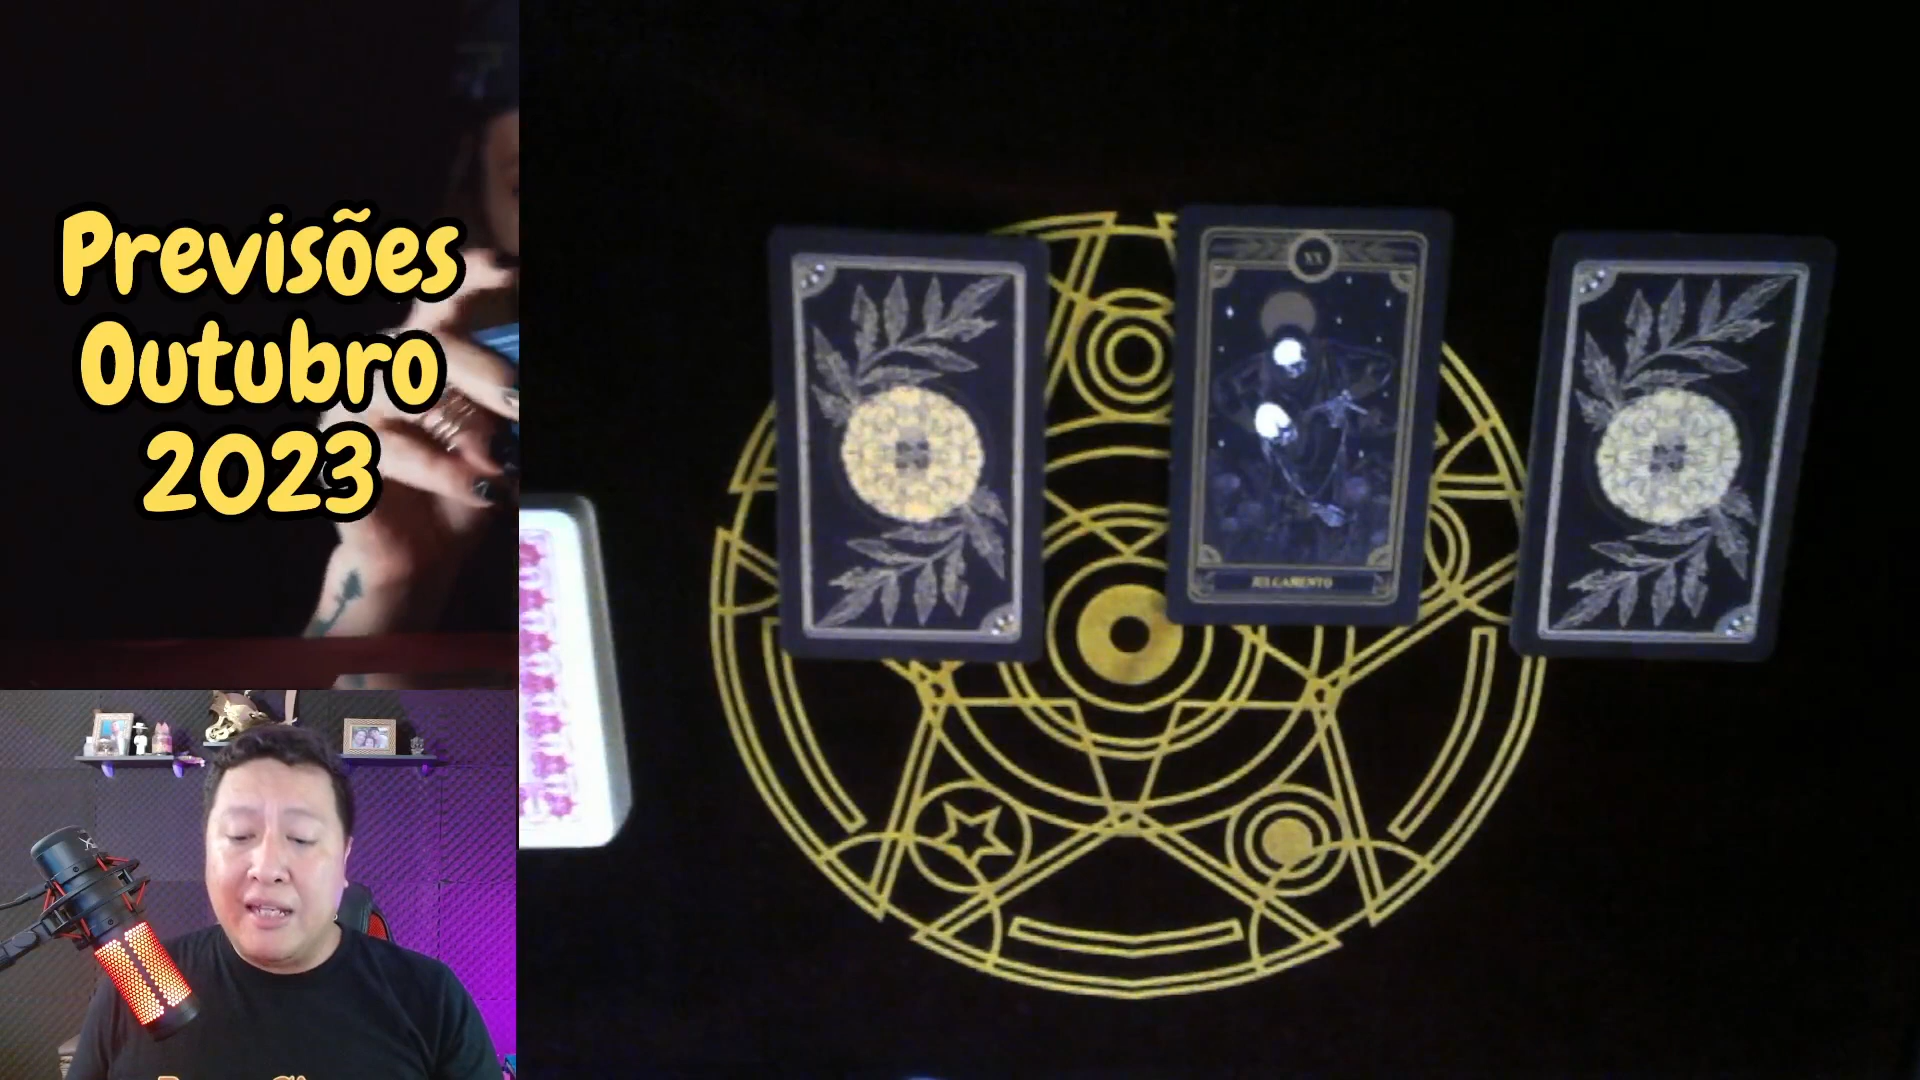 Previsões
Outubro
2023
XX
JULGAMENTO